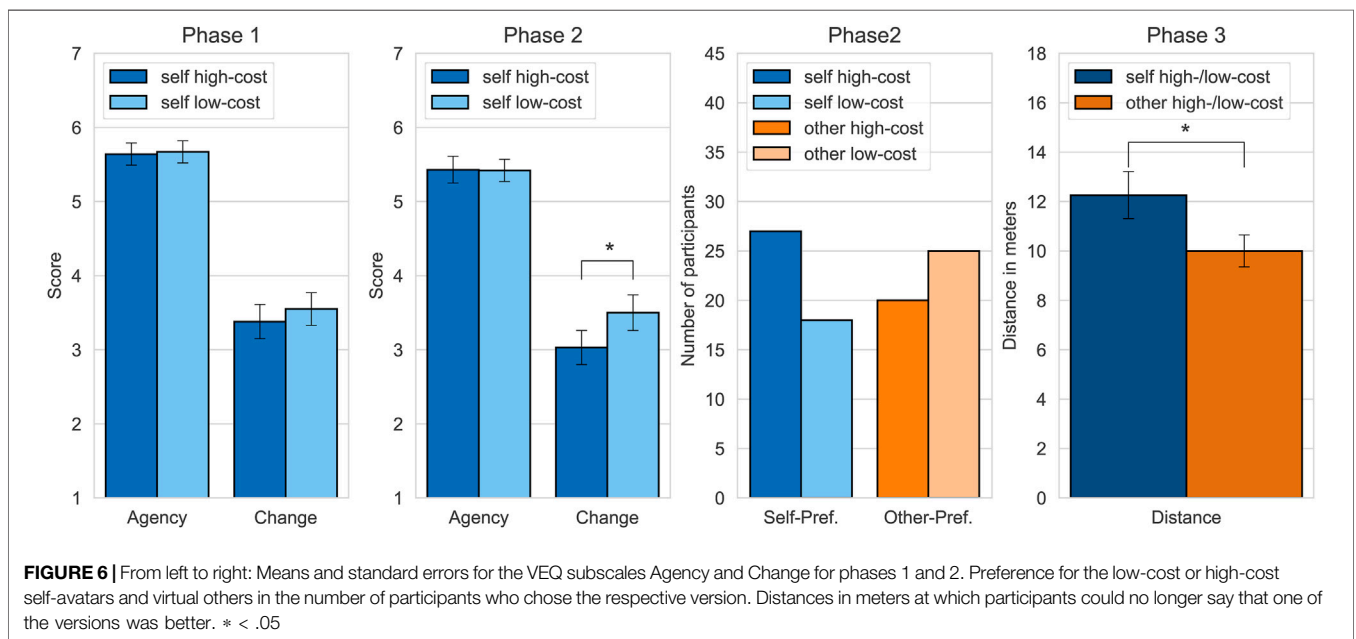 Phase 1
self high-cost
self low-cost
Score
7
6
5
4
3
2
1
Agency Change
Phase 2
self high-cost
self low-cost
Score
7
6
5
4
3
2
1
*
Agency Change
Phase2
self high-cost
self low-cost
other high-cost
other low-cost
Number of participants
45
40
35
30
25
20
15
10
5
0
Self-Pref. Other-Pref.
Phase 3
self high-/low-cost
other high-/low-cost
Distance in meters
18
16
14
12
10
8
6
4
2
0
*
Distance
FIGURE 6 | From left to right: Means and standard errors for the VEQ subscales Agency and Change for phases 1 and 2. Preference for the low-cost or high-cost
self-avatars and virtual others in the number of participants who chose the respective version. Distances in meters at which participants could no longer say that one of
the versions was better. * < .05